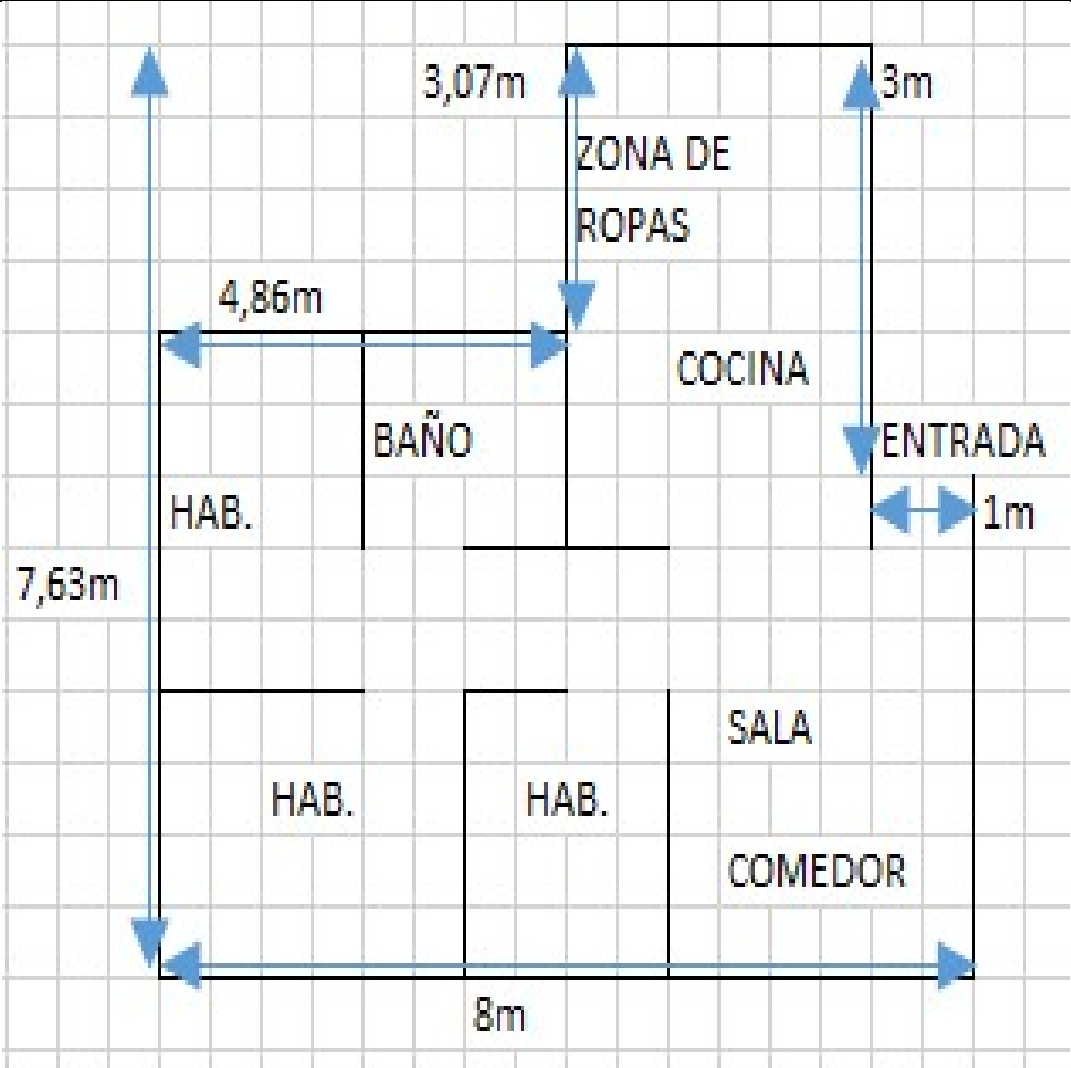 3,07m
3m
ZONA DE
ROPAS
4,86m
COCINA
BAÑO
ENTRADA
HAB.
1m
7,63m
SALA
HAB.
HAB.
COMEDOR
8m